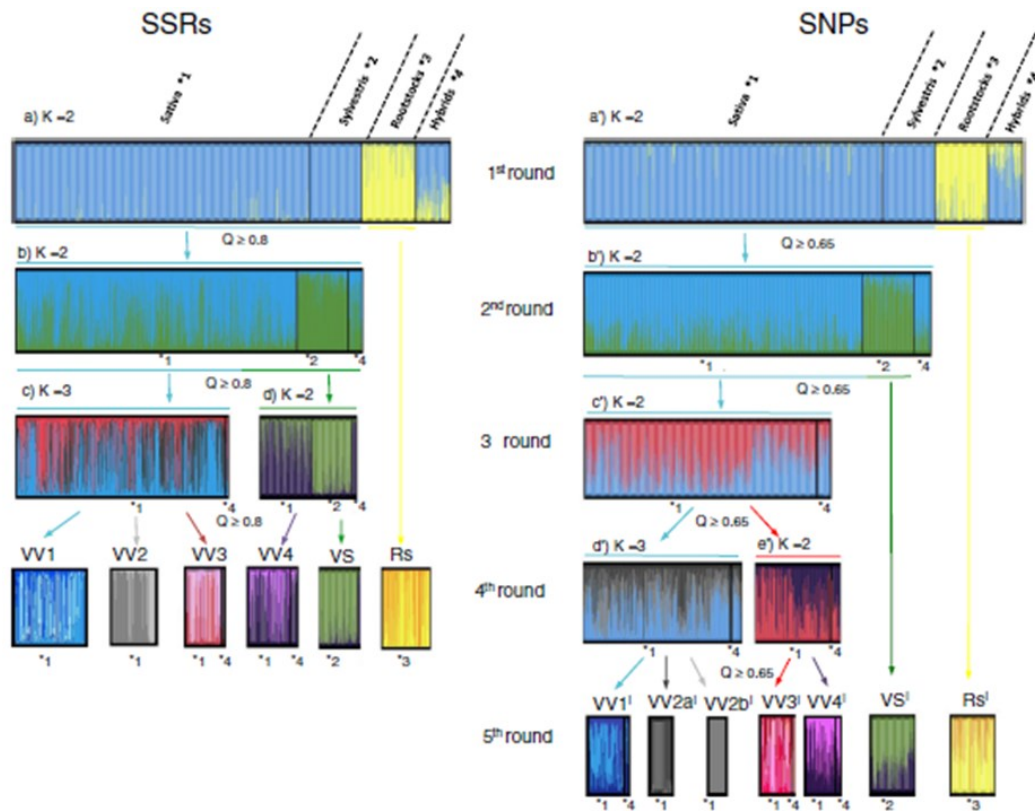 SSRs
SNPs
Sativa *1
Sylvestris *2
Rootstocks *3
Hybrids *4
Sativa *1
Sylvestris *2
Rootstocks *3
Hybrids *4
a) K =2
a') K =2
1st round
Q ≥ 0.8
Q ≥ 0.65
b) K =2
b') K =2
2nd round
*1 *2 *4
*1 *2 *4
Q ≥ 0.8
Q ≥ 0.65
c) K =3
d) K =2
c') K =2
3 round
*1 *4 *1 *2 *4
*1 *4
Q ≥ 0.8
Q ≥ 0.65
VV1 VV2 VV3 VV4 VS Rs
d') K =3
e') K =2
4th round
*1 *1 *1 *4 *1 *4 *2 *3
*1 *4 *1 *4
Q ≥ 0.65
VV1ᴵ VV2aᴵ VV2bᴵ VV3ᴵ VV4ᴵ VSᴵ Rsᴵ
5th round
*1 *4 *1 *1 *1 *4 *1 *4 *2 *3